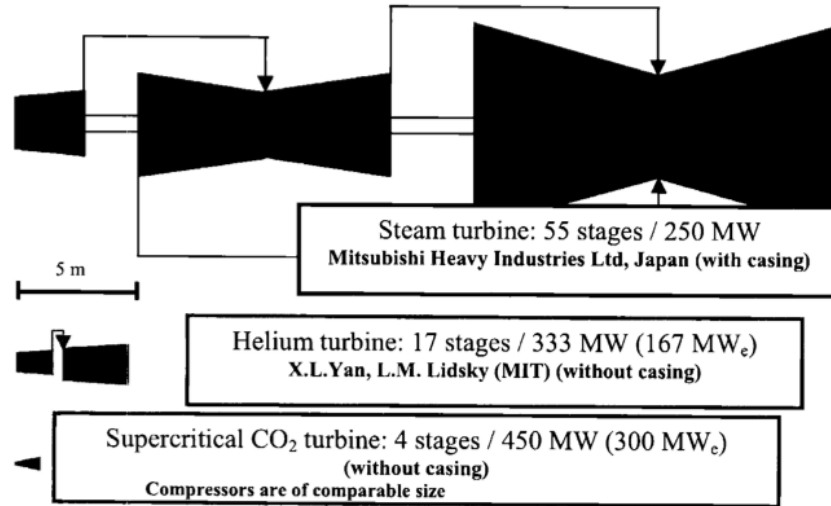 Steam turbine: 55 stages / 250 MW
Mitsubishi Heavy Industries Ltd, Japan (with casing)
5 m
Helium turbine: 17 stages / 333 MW (167 MWₑ)
X.L.Yan, L.M. Lidsky (MIT) (without casing)
Supercritical CO₂ turbine: 4 stages / 450 MW (300 MWₑ)
(without casing)
Compressors are of comparable size